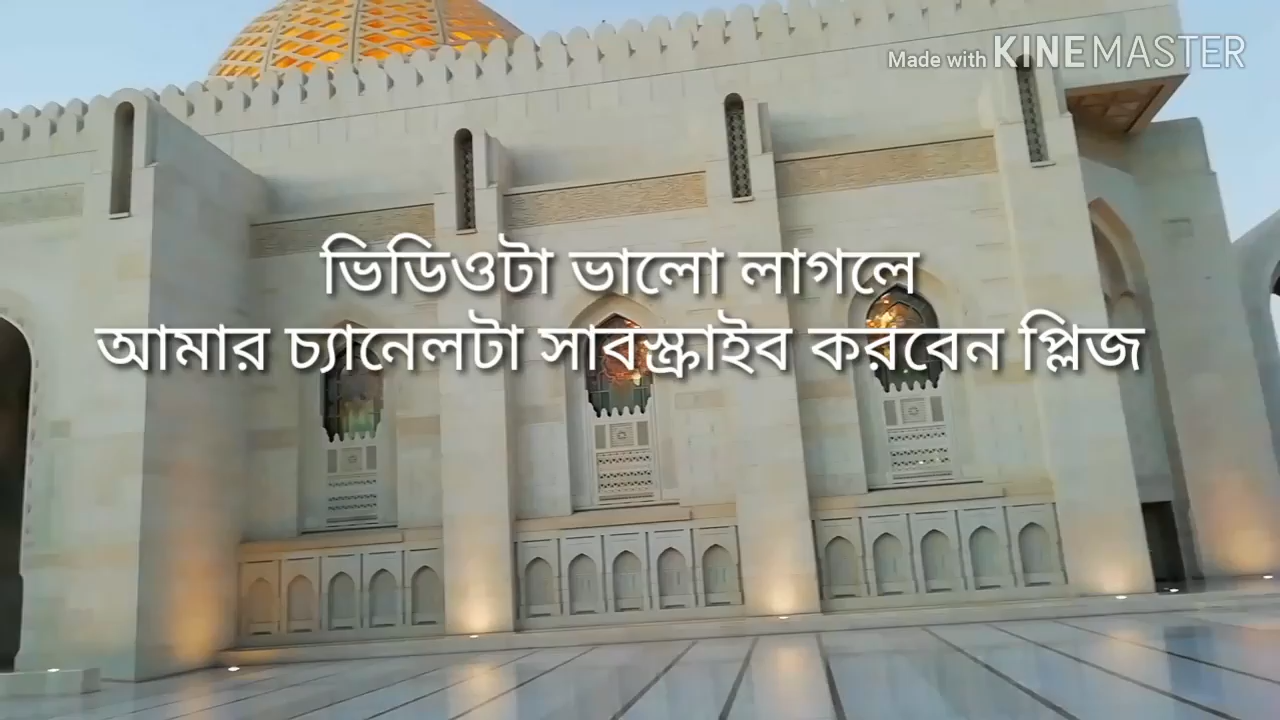 Made with KINEMASTER
ভিডিওটা ভালো লাগলে
আমার চ্যানেলটা সাবস্ক্রাইব করবেন প্লিজ